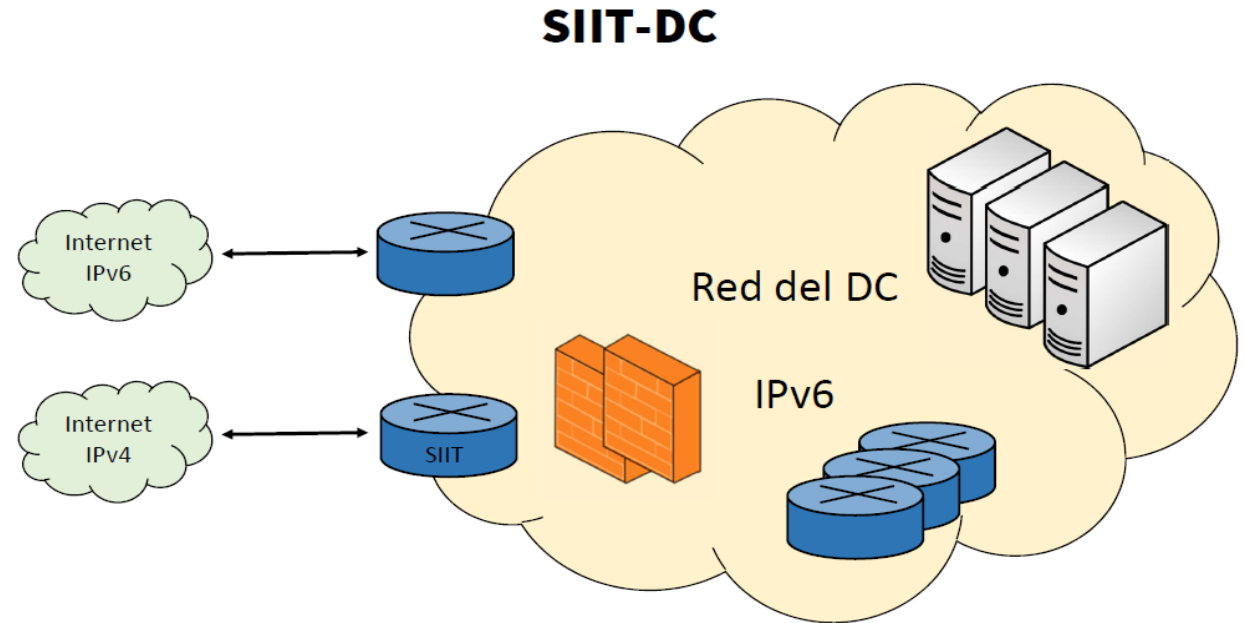 SIIT-DC
Internet
IPv6
Red del DC
IPv6
Internet
IPv4
SIIT